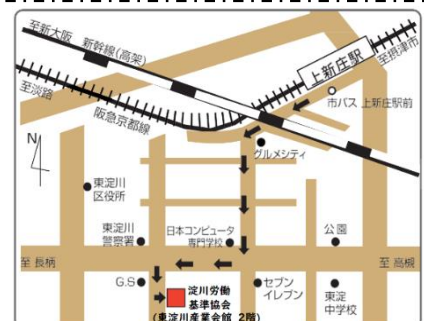 至新大阪 新幹線(高架)
上新庄駅
至摂津市
至淡路
阪急京都線
市バス 上新庄駅前
グルメシティ
N
東淀川
区役所
東淀川
警察署
日本コンピュータ
専門学校
公園
至 長柄
至 高槻
G.S
淀川労働
基準協会
(東淀川産業会館 2階)
セブン
イレブン
東淀
中学校